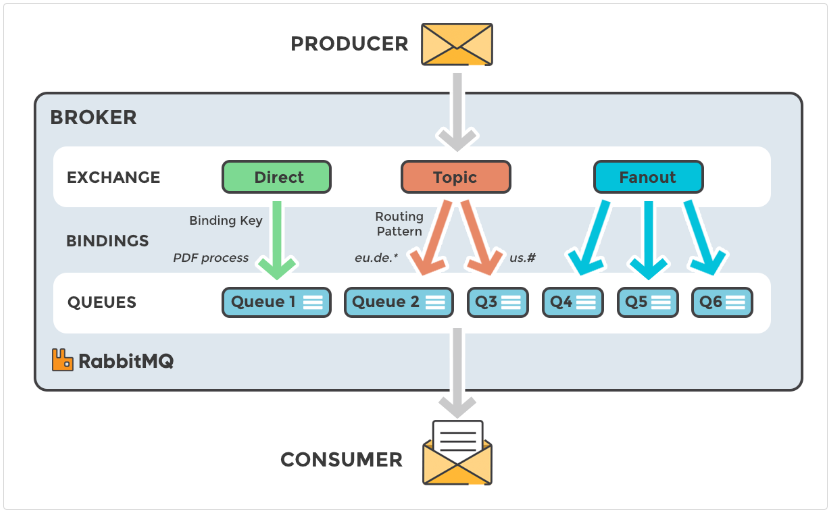 PRODUCER
BROKER
EXCHANGE
Direct
Topic
Fanout
BINDINGS
Binding Key
PDF process
Routing
Pattern
eu.de.*
us.#
QUEUES
Queue 1
Queue 2
Q3
Q4
Q5
Q6
RabbitMQ
CONSUMER